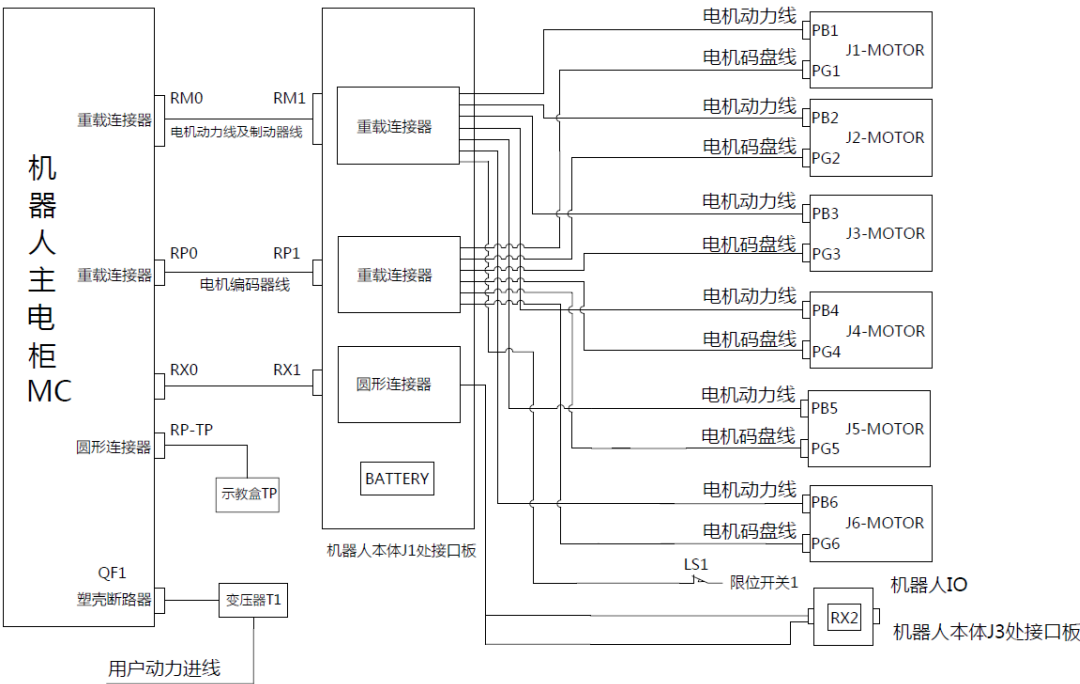 机器人主电柜MC
重载连接器
RM0
RM1
电机动力线及制动器线
重载连接器
RP0
RP1
电机编码器线
RX0
RX1
圆形连接器
RP-TP
示教盒TP
QF1
塑壳断路器
变压器T1
用户动力进线
重载连接器
重载连接器
圆形连接器
BATTERY
机器人本体J1处接口板
电机动力线
PB1
J1-MOTOR
电机码盘线
PG1
电机动力线
PB2
J2-MOTOR
电机码盘线
PG2
电机动力线
PB3
J3-MOTOR
电机码盘线
PG3
电机动力线
PB4
J4-MOTOR
电机码盘线
PG4
电机动力线
PB5
J5-MOTOR
电机码盘线
PG5
电机动力线
PB6
J6-MOTOR
电机码盘线
PG6
LS1
限位开关1
机器人IO
RX2
机器人本体J3处接口板